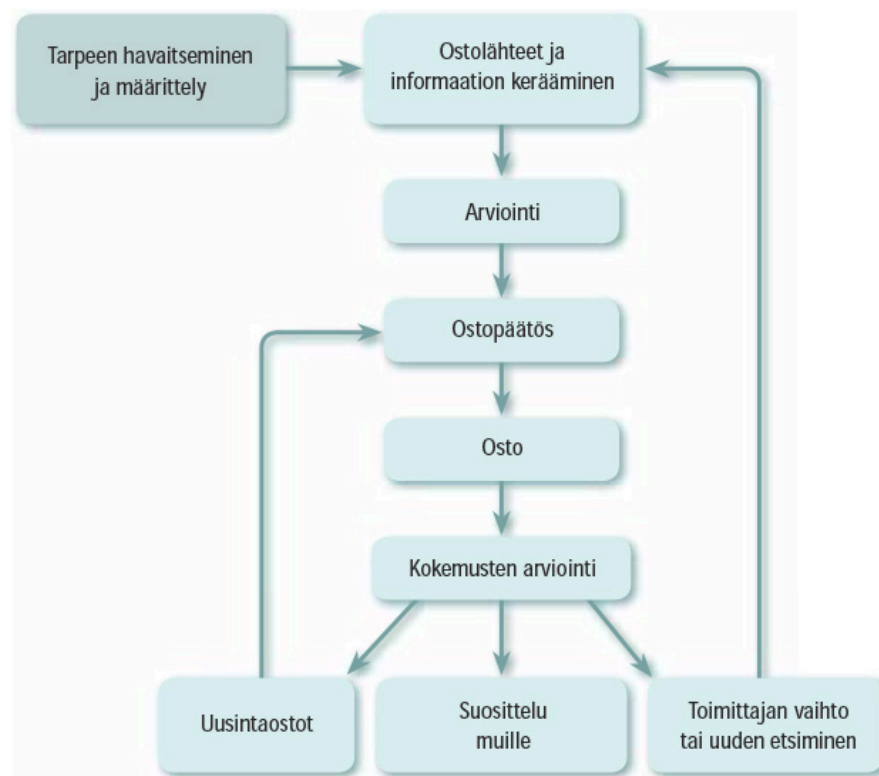 Tarpeen havaitseminen
ja määrittely
Ostolähteet ja
informaation kerääminen
Arviointi
Ostopäätös
Osto
Kokemusten arviointi
Uusintaostot
Suosittelu
muille
Toimittajan vaihto
tai uuden etsiminen